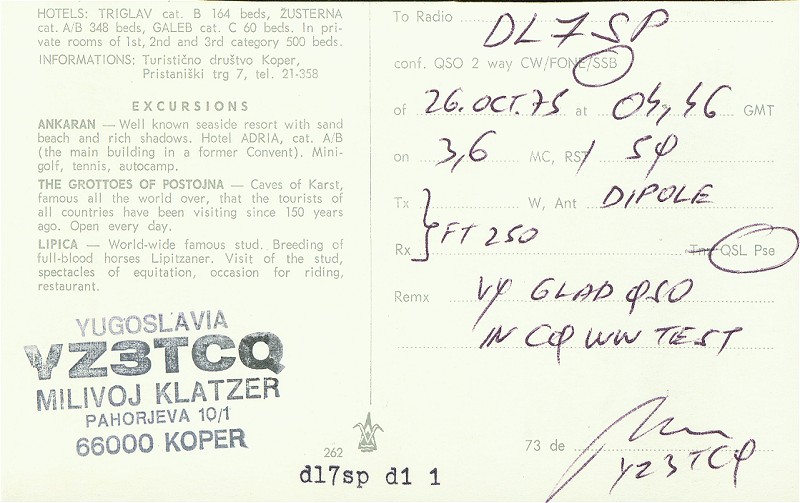 HOTELS: TRIGLAV cat. B 164 beds, ŽUSTERNA
cat. A/B 348 beds, GALEB cat. C 60 beds. In pri-
vate rooms of 1st, 2nd and 3rd category 500 beds.
INFORMATIONS: Turistično društvo Koper,
Pristaniški trg 7, tel. 21-358
EXCURSIONS
ANKARAN — Well known seaside resort with sand
beach and rich shadows. Hotel ADRIA, cat. A/B
(the main building in a former Convent). Mini-
golf, tennis, autocamp.
THE GROTTOES OF POSTOJNA — Caves of Karst,
famous all the world over, that the tourists of
all countries have been visiting since 150 years
ago. Open every day.
LIPICA — World-wide famous stud. Breeding of
full-blood horses Lipitzaner. Visit of the stud,
spectacles of equitation, occasion for riding,
restaurant.
YUGOSLAVIA
YZ3TCQ
MILIVOJ KLATZER
PAHORJEVA 10/1
66000 KOPER
262
dl7sp d1 1
To Radio DL7SP
conf. QSO 2 way CW/FONE/SSB
of 26. OCT. 75 at 04,46 GMT
on 3,6 MC, RST 59
Tx W, Ant DIPOLE
Rx FT 250 Tnx QSL Pse
Remx VY GLAD QSO
IN CQ WW TEST
73 de
YZ3TCQ